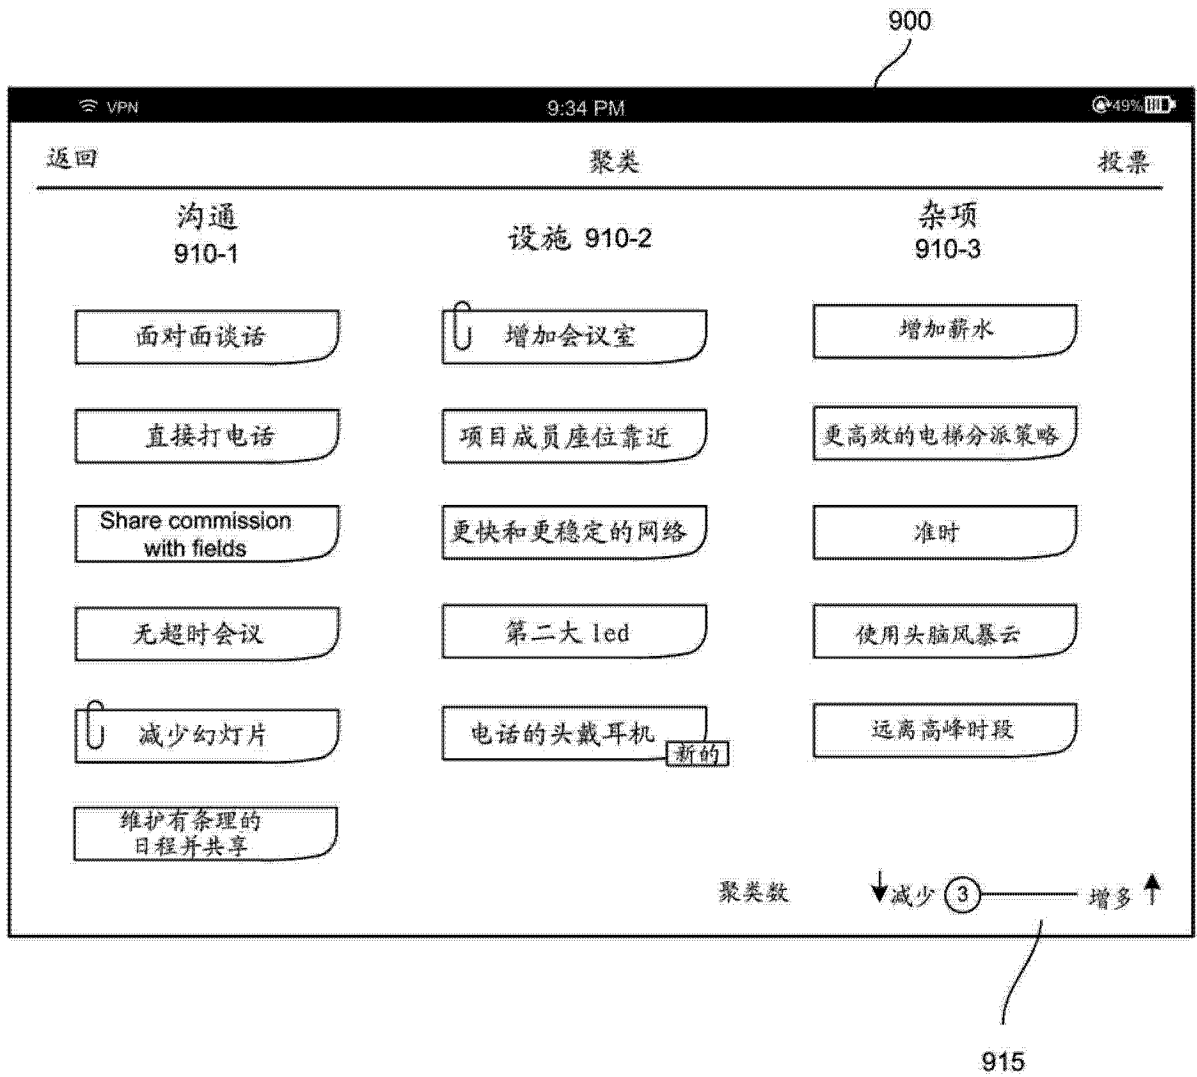 900
VPN
9:34 PM
49%
返回
聚类
投票
沟通
910-1
设施 910-2
杂项
910-3
面对面谈话
增加会议室
增加薪水
直接打电话
项目成员座位靠近
更高效的电梯分派策略
Share commission
with fields
更快和更稳定的网络
准时
无超时会议
第二大 led
使用头脑风暴云
减少幻灯片
电话的头戴耳机
新的
远离高峰时段
维护有条理的
日程并共享
聚类数
减少
3
增多
915